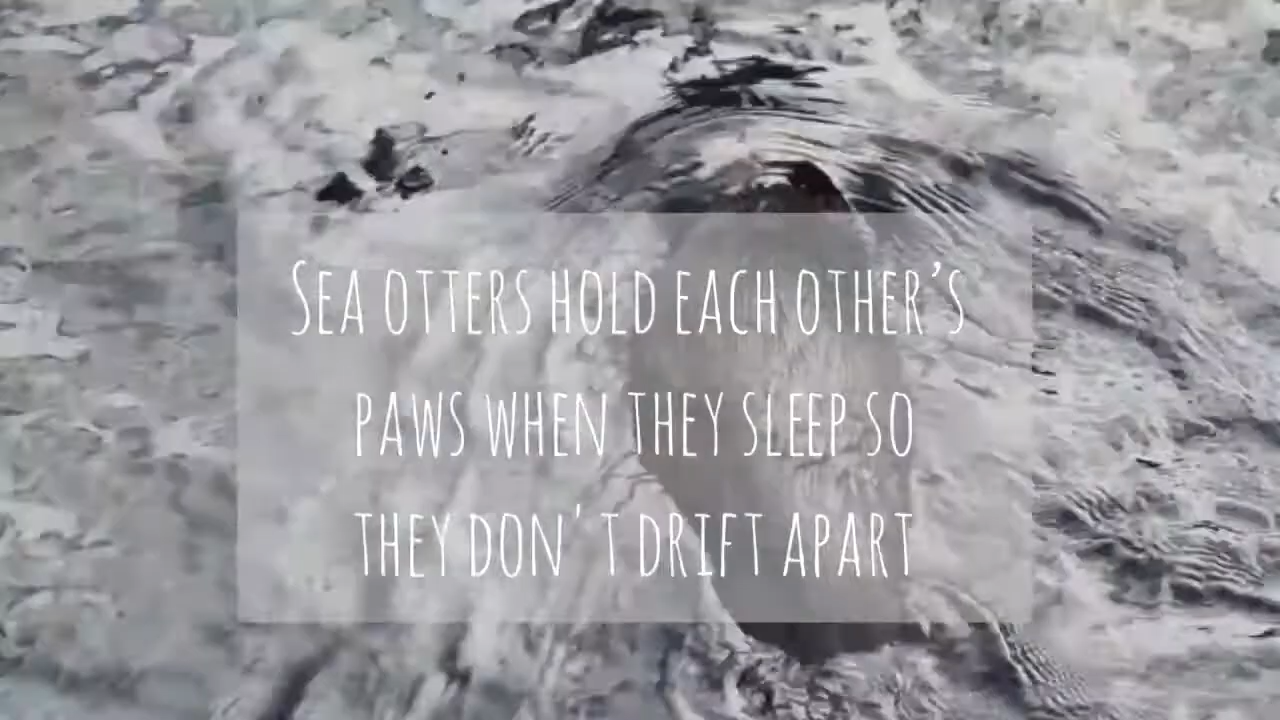 Sea otters hold each other’s
paws when they sleep so
they don't drift apart